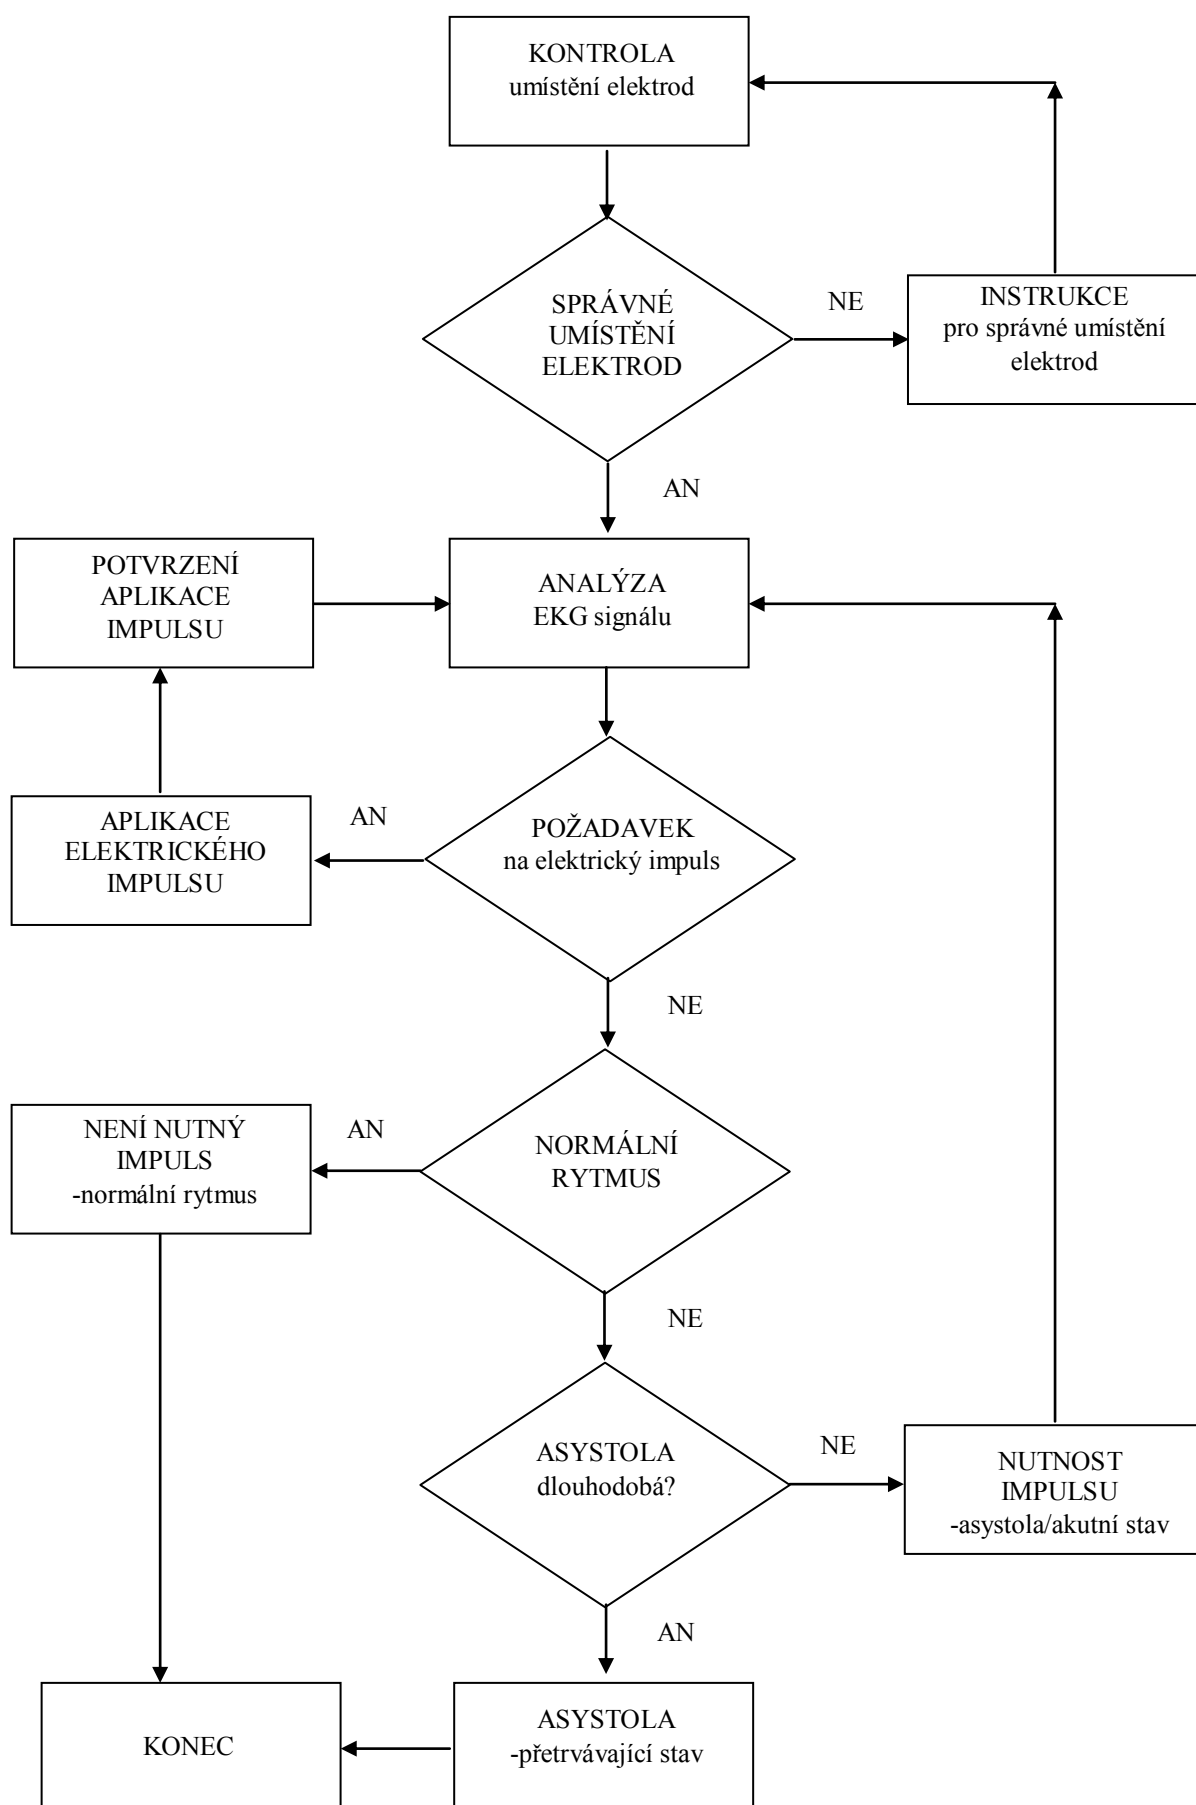 KONTROLA
umístění elektrod
SPRÁVNÉ
UMÍSTĚNÍ
ELEKTROD
NE
INSTRUKCE
pro správné umístění
elektrod
AN
POTVRZENÍ
APLIKACE
IMPULSU
ANALÝZA
EKG signálu
APLIKACE
ELEKTRICKÉHO
IMPULSU
AN
POŽADAVEK
na elektrický impuls
NE
NENÍ NUTNÝ
IMPULS
-normální rytmus
AN
NORMÁLNÍ
RYTMUS
NE
ASYSTOLA
dlouhodobá?
NE
NUTNOST
IMPULSU
-asystola/akutní stav
AN
KONEC
ASYSTOLA
-přetrvávající stav